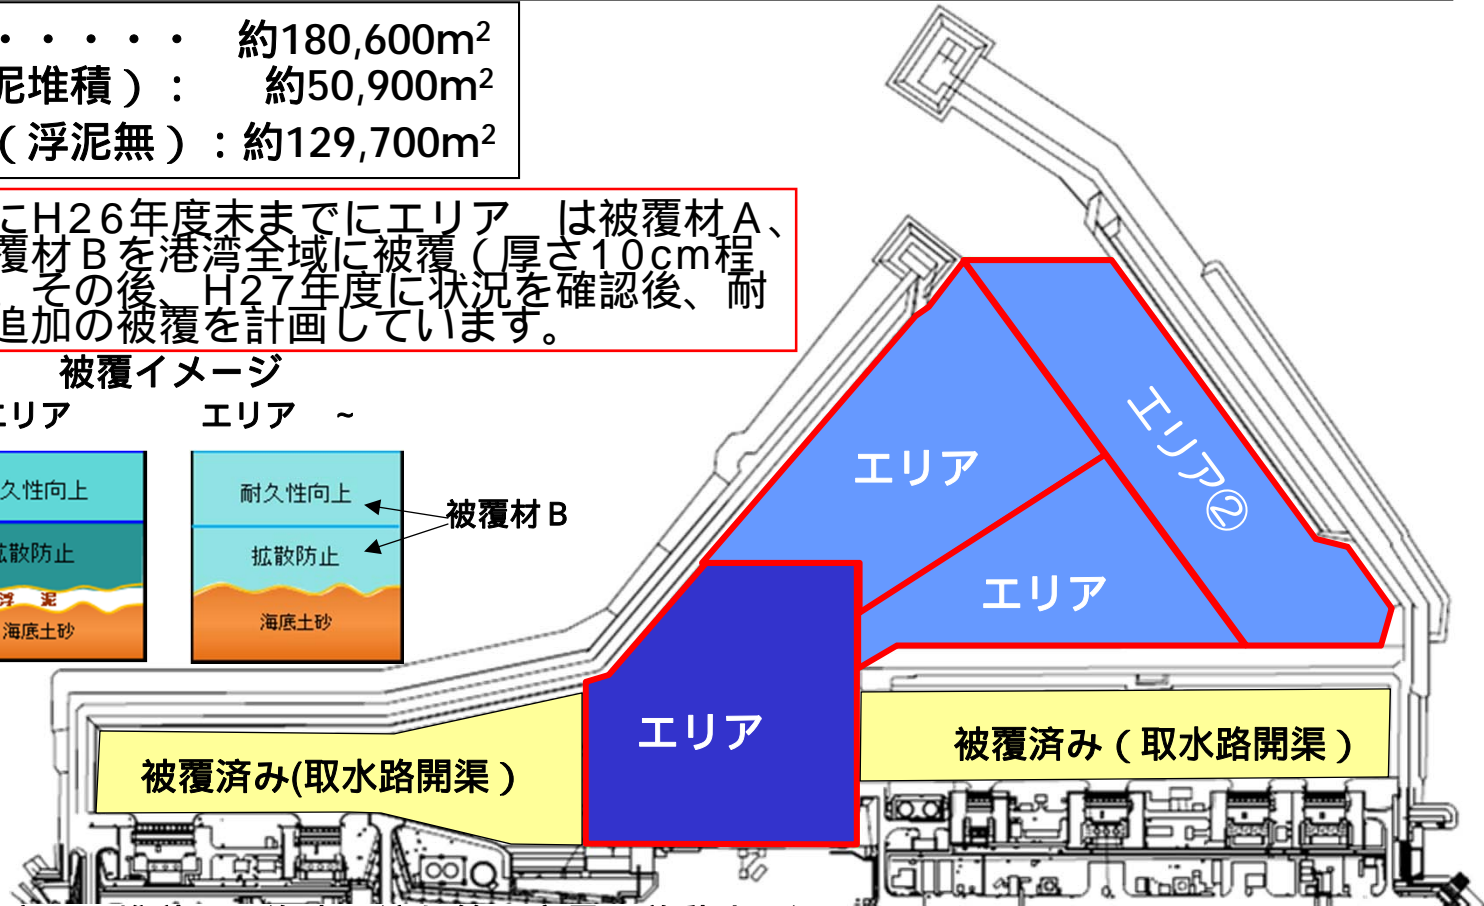 ・・・・・ 約180,600m²
泥堆積）： 約50,900m²
（浮泥無）：約129,700m²
にH26年度末までにエリア は被覆材Ａ、
覆材Ｂを港湾全域に被覆（厚さ10cm程
、その後、H27年度に状況を確認後、耐
追加の被覆を計画しています。
被覆イメージ
エリア
エリア ～
久性向上
拡散防止
浮 泥
海底土砂
耐久性向上
拡散防止
海底土砂
被覆材Ｂ
エリア
エリア②
エリア
エリア
被覆済み(取水路開渠）
被覆済み（取水路開渠）